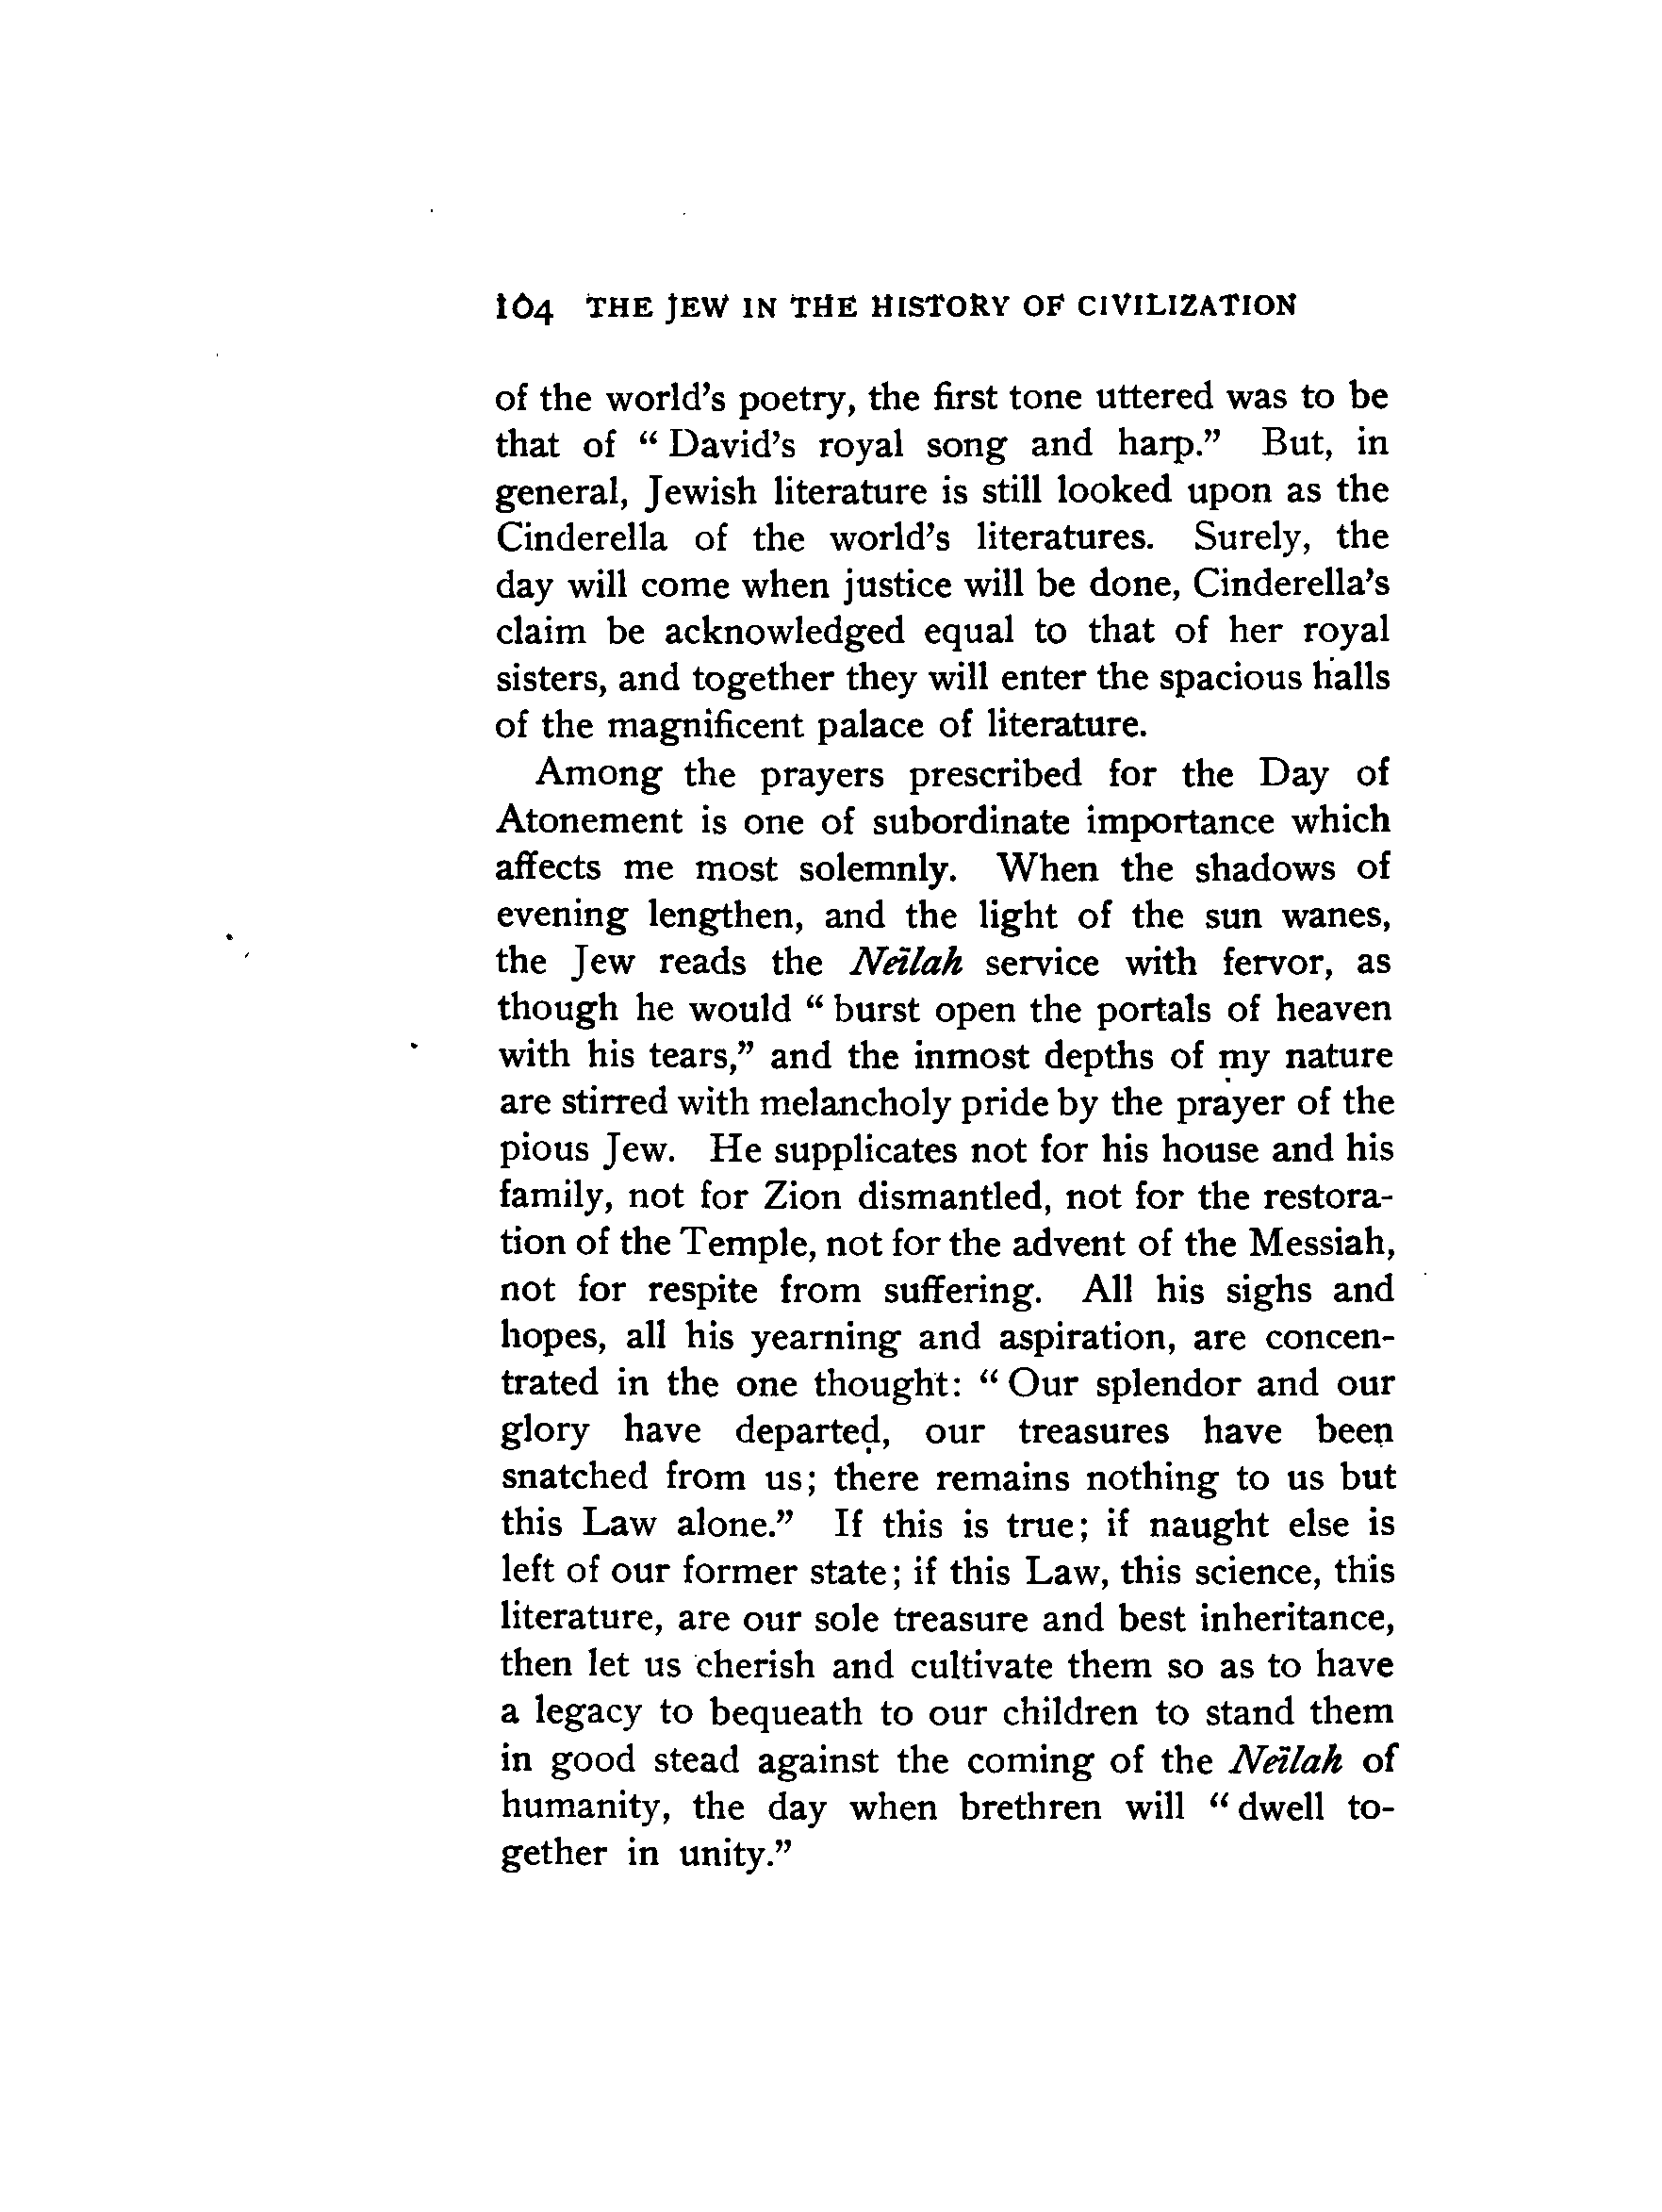 104 THE JEW IN THE HISTORY OF CIVILIZATION
of the world's poetry, the first tone uttered was to be
that of “ David's royal song and harp.” But, in
general, Jewish literature is still looked upon as the
Cinderella of the world's literatures. Surely, the
day will come when justice will be done, Cinderella's
claim be acknowledged equal to that of her royal
sisters, and together they will enter the spacious halls
of the magnificent palace of literature.
Among the prayers prescribed for the Day of
Atonement is one of subordinate importance which
affects me most solemnly. When the shadows of
evening lengthen, and the light of the sun wanes,
the Jew reads the Neïlah service with fervor, as
though he would “ burst open the portals of heaven
with his tears,” and the inmost depths of my nature
are stirred with melancholy pride by the prayer of the
pious Jew. He supplicates not for his house and his
family, not for Zion dismantled, not for the restora-
tion of the Temple, not for the advent of the Messiah,
not for respite from suffering. All his sighs and
hopes, all his yearning and aspiration, are concen-
trated in the one thought: “ Our splendor and our
glory have departed, our treasures have been
snatched from us; there remains nothing to us but
this Law alone.” If this is true; if naught else is
left of our former state; if this Law, this science, this
literature, are our sole treasure and best inheritance,
then let us cherish and cultivate them so as to have
a legacy to bequeath to our children to stand them
in good stead against the coming of the Neïlah of
humanity, the day when brethren will “ dwell to-
gether in unity.”